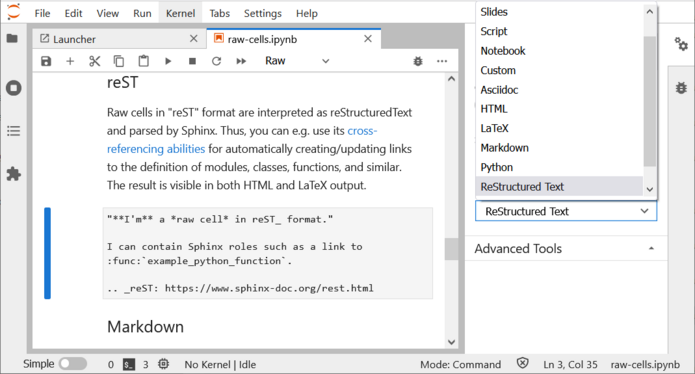 File Edit View Run Kernel Tabs Settings Help
Launcher
raw-cells.ipynb
Raw
reST
Raw cells in "reST" format are interpreted as reStructuredText
and parsed by Sphinx. Thus, you can e.g. use its cross-
referencing abilities for automatically creating/updating links
to the definition of modules, classes, functions, and similar.
The result is visible in both HTML and LaTeX output.
"**I'm** a *raw cell* in reST_ format."
I can contain Sphinx roles such as a link to
:func:`example_python_function`.
.. _reST: https://www.sphinx-doc.org/rest.html
Markdown
Slides
Script
Notebook
Custom
Asciidoc
HTML
LaTeX
Markdown
Python
ReStructured Text
ReStructured Text
Advanced Tools
Simple 0 $_ 3 No Kernel | Idle Mode: Command Ln 3, Col 35 raw-cells.ipynb